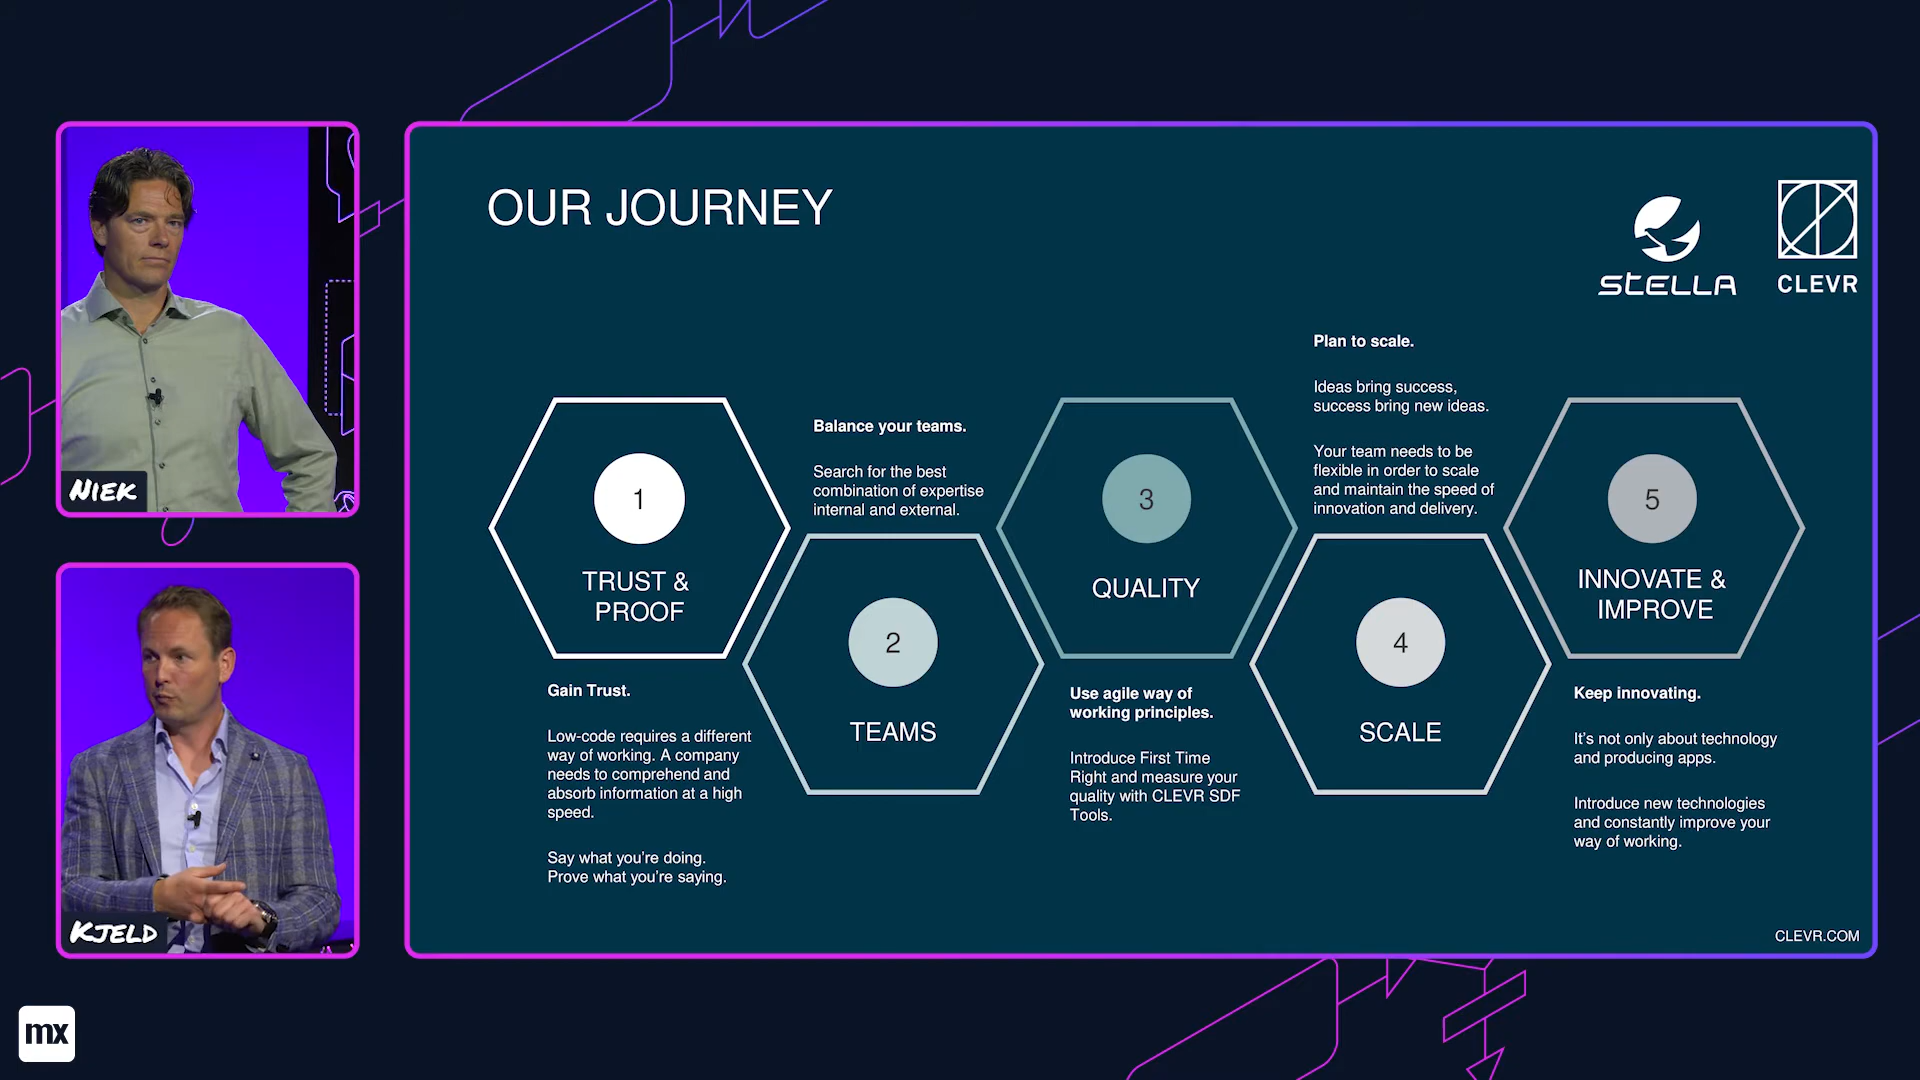 OUR JOURNEY
STELLA
CLEVR
1
TRUST &
PROOF
Gain Trust.
Low-code requires a different
way of working. A company
needs to comprehend and
absorb information at a high
speed.
Say what you're doing.
Prove what you're saying.
Balance your teams.
Search for the best
combination of expertise
internal and external.
2
TEAMS
3
QUALITY
Use agile way of
working principles.
Introduce First Time
Right and measure your
quality with CLEVR SDF
Tools.
Plan to scale.
Ideas bring success,
success bring new ideas.
Your team needs to be
flexible in order to scale
and maintain the speed of
innovation and delivery.
4
SCALE
5
INNOVATE &
IMPROVE
Keep innovating.
It's not only about technology
and producing apps.
Introduce new technologies
and constantly improve your
way of working.
CLEVR.COM
NIEK
KJELD
mx